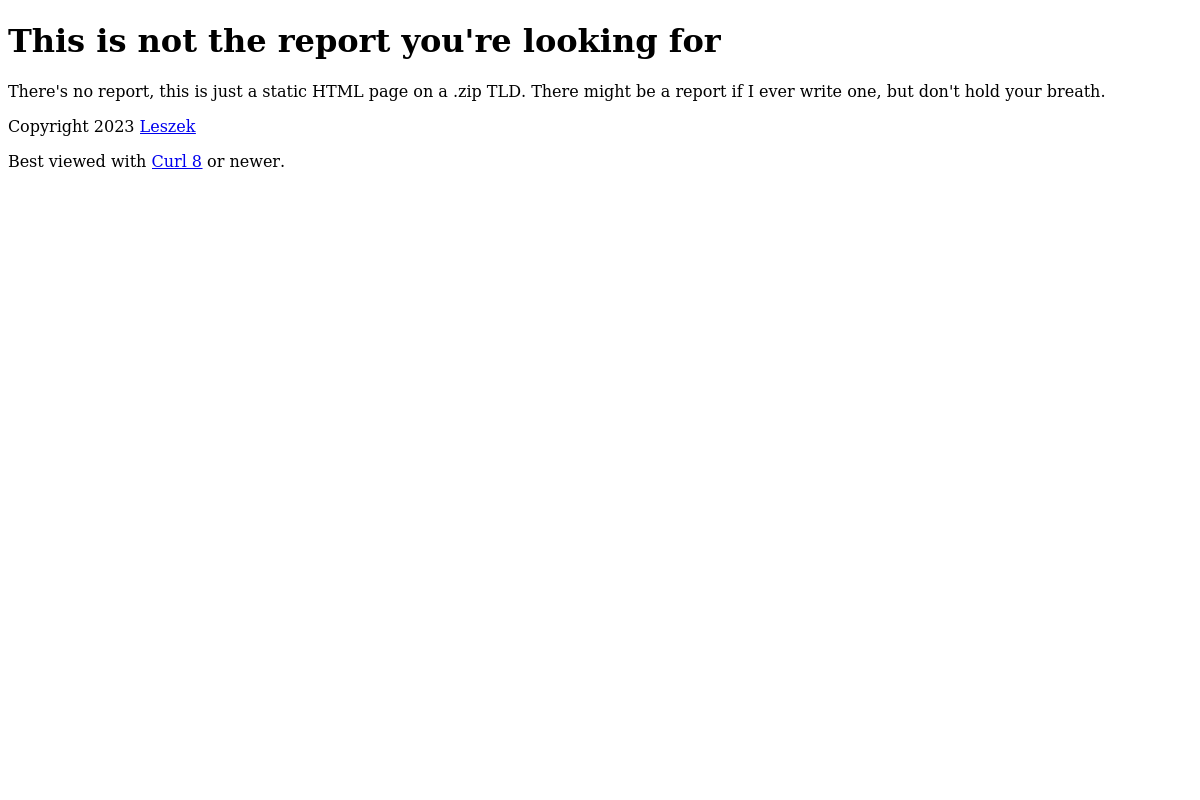 This is not the report you're looking for
There's no report, this is just a static HTML page on a .zip TLD. There might be a report if I ever write one, but don't hold your breath.
Copyright 2023 Leszek
Best viewed with Curl 8 or newer.